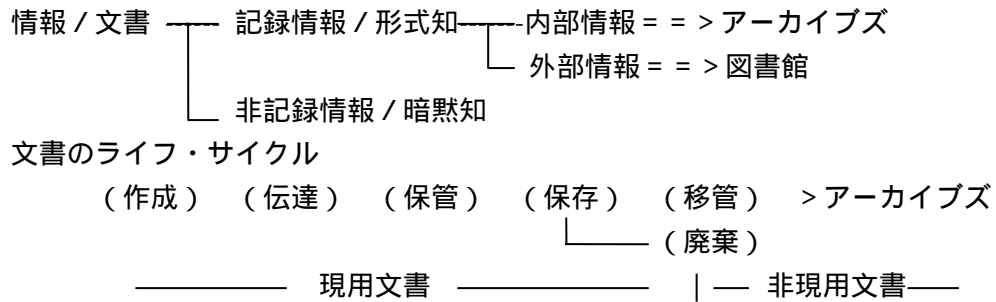 情報／文書 記録情報／形式知 内部情報＝＝＞アーカイブズ
外部情報＝＝＞図書館
非記録情報／暗黙知
文書のライフ・サイクル
（作成） （伝達） （保管） （保存） （移管） ＞アーカイブズ
（廃棄）
現用文書 ｜ 非現用文書